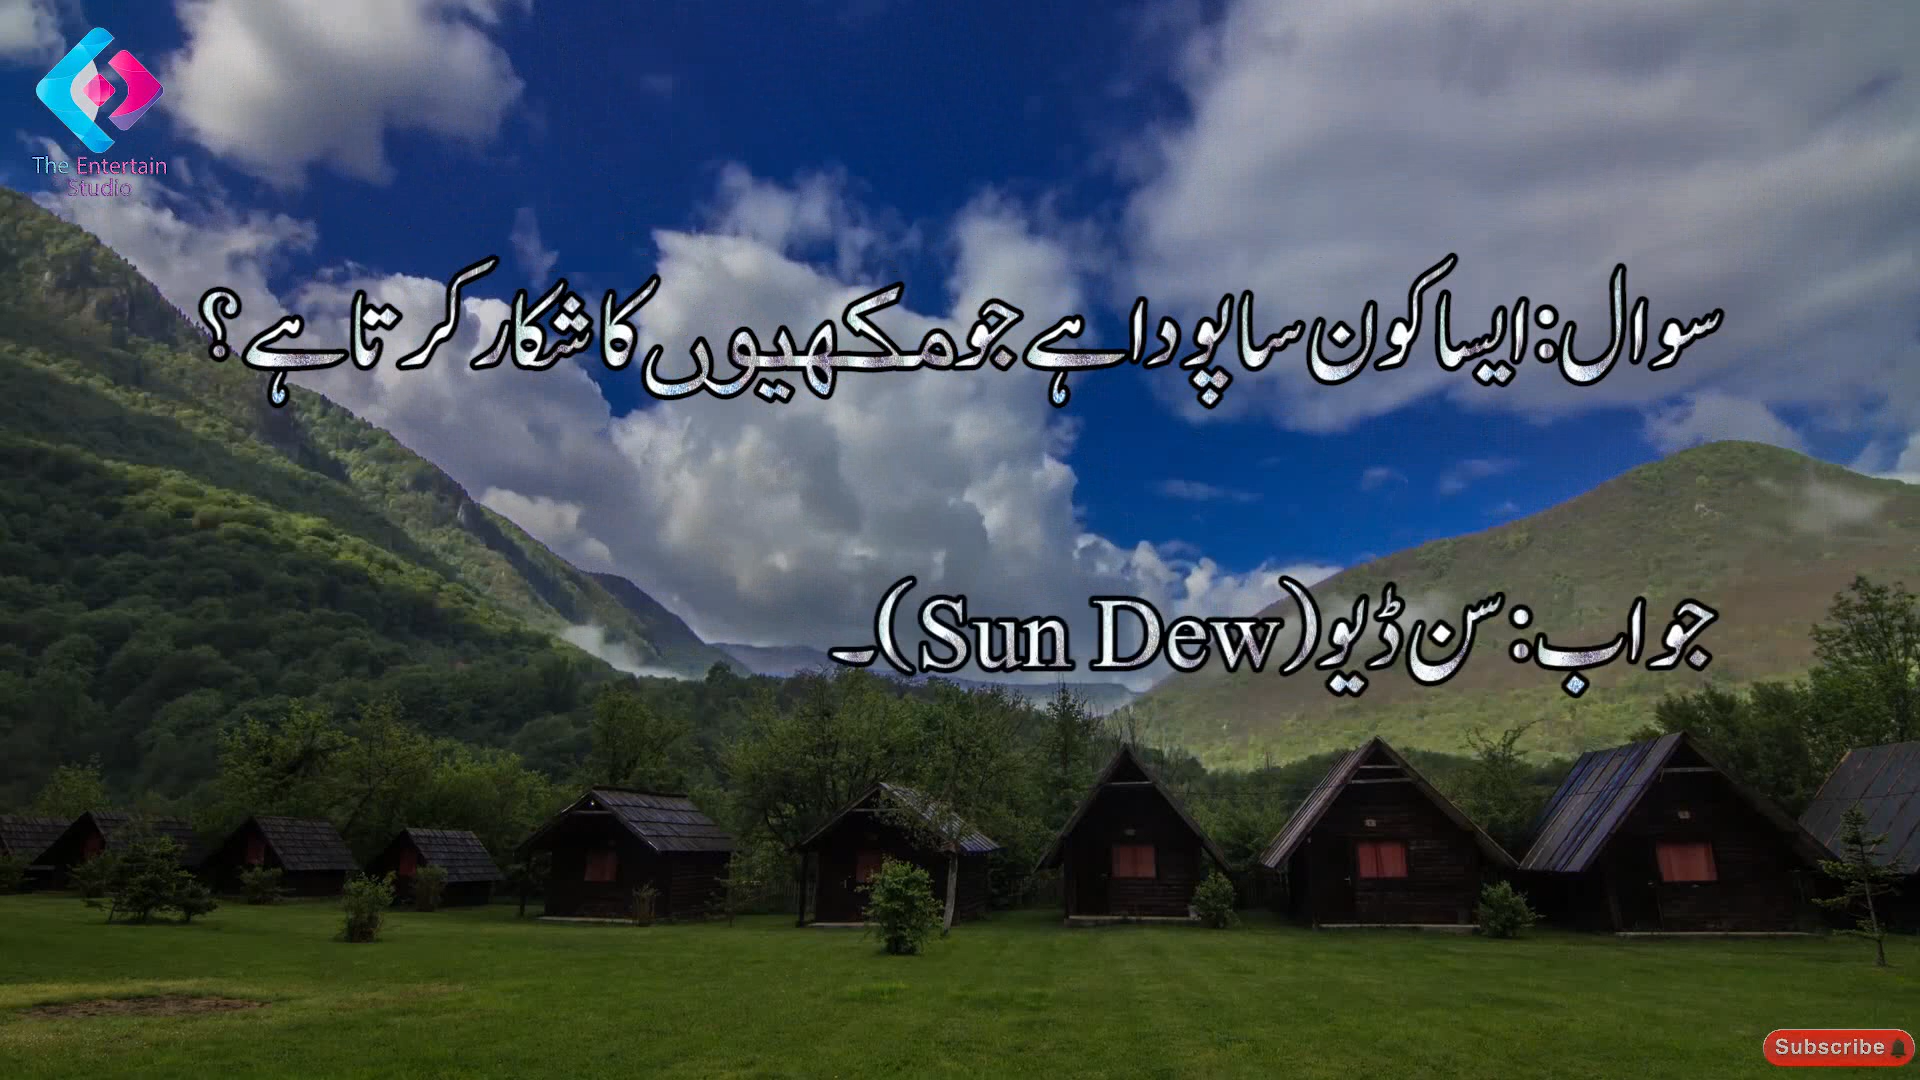 The Entertain
Studio
سوال: ایسا کون سا پودا ہے جو مکھیوں کا شکار کرتا ہے؟
جواب: سن ڈیو(Sun Dew)۔
Subscribe